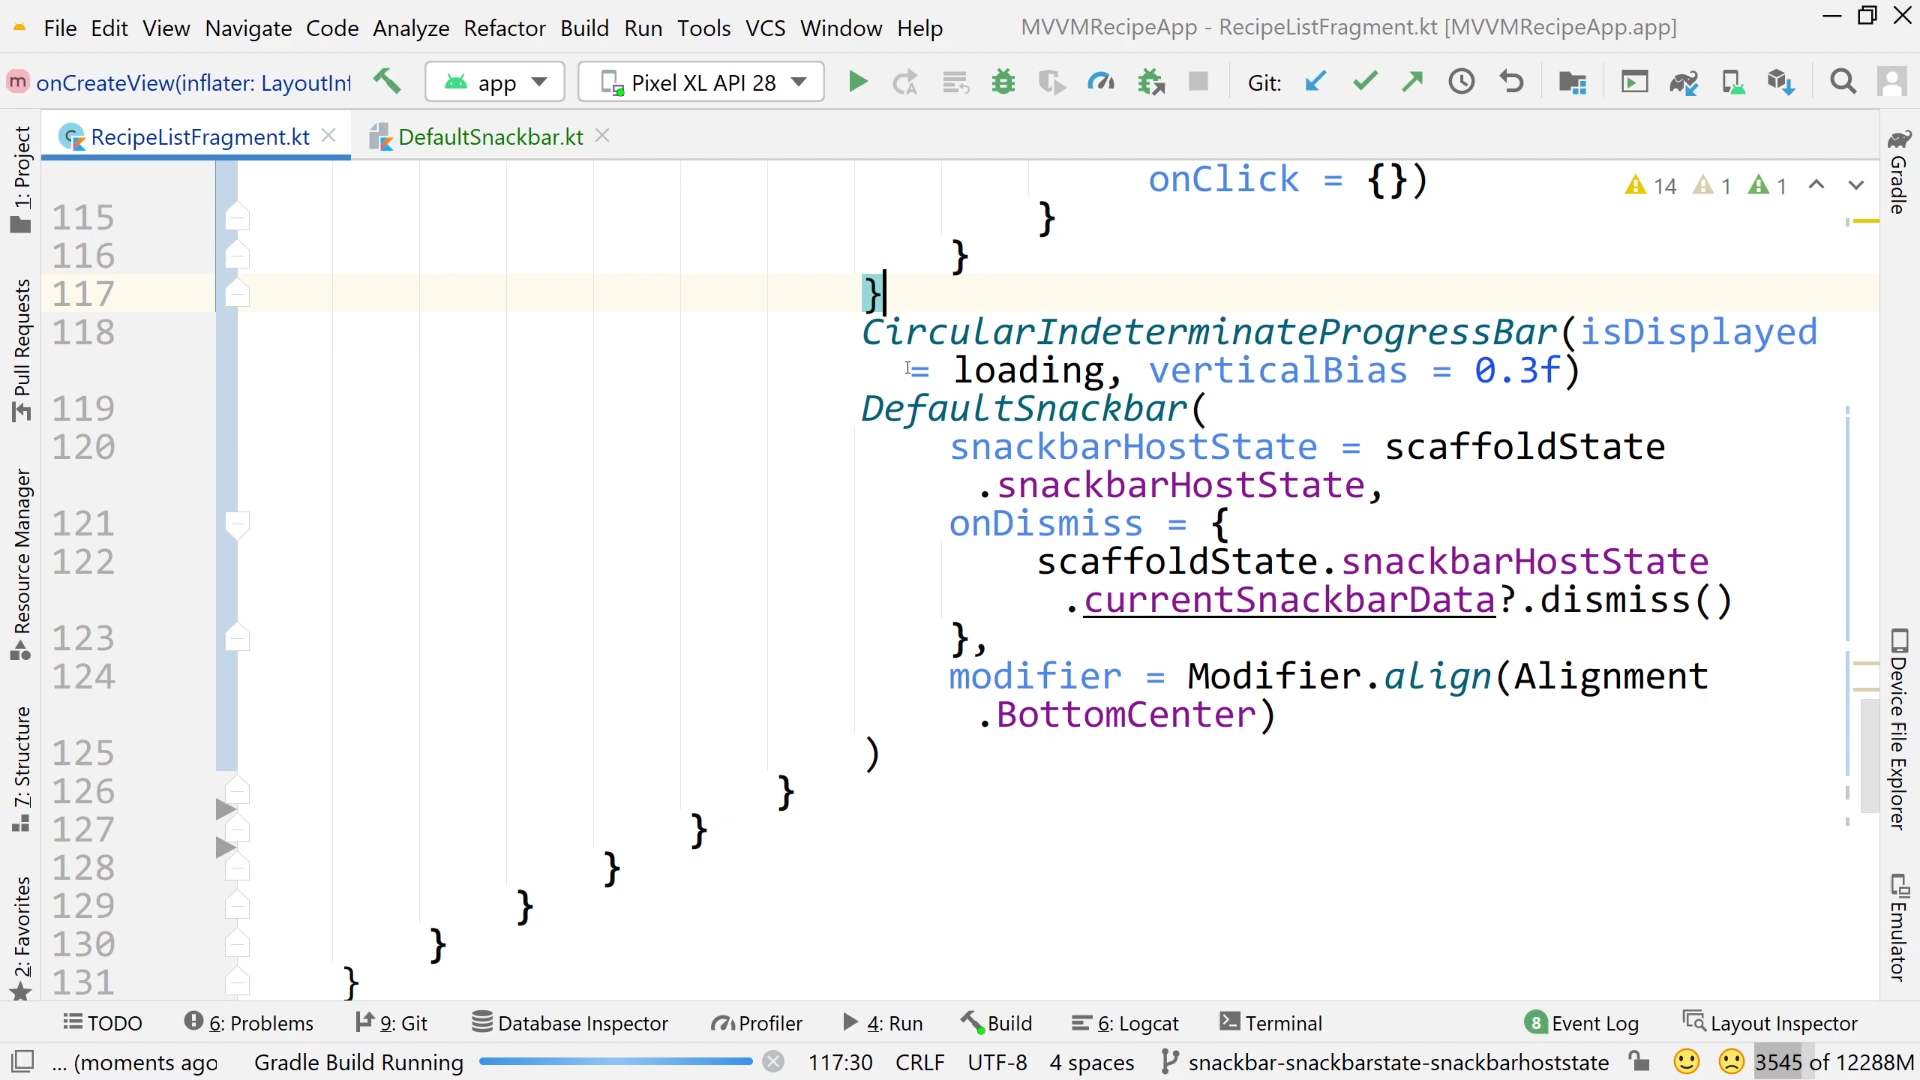 File Edit View Navigate Code Analyze Refactor Build Run Tools VCS Window Help MVVMRecipeApp - RecipeListFragment.kt [MVVMRecipeApp.app]
m onCreateView(inflater: LayoutInf app Pixel XL API 28 Git:
RecipeListFragment.kt DefaultSnackbar.kt
onClick = {}) 14 1 1
115 }
116 }
117 }
118 CircularIndeterminateProgressBar(isDisplayed
= loading, verticalBias = 0.3f)
119 DefaultSnackbar(
120 snackbarHostState = scaffoldState
.snackbarHostState,
121 onDismiss = {
122 scaffoldState.snackbarHostState
.currentSnackbarData?.dismiss()
123 },
124 modifier = Modifier.align(Alignment
.BottomCenter)
125 )
126 }
127 }
128 }
129 }
130 }
131 }
1: Project
Pull Requests
Resource Manager
7: Structure
2: Favorites
Gradle
Device File Explorer
Emulator
TODO 6: Problems 9: Git Database Inspector Profiler 4: Run Build 6: Logcat Terminal 8 Event Log Layout Inspector
... (moments ago Gradle Build Running 117:30 CRLF UTF-8 4 spaces snackbar-snackbarstate-snackbarhoststate 3545 of 12288M